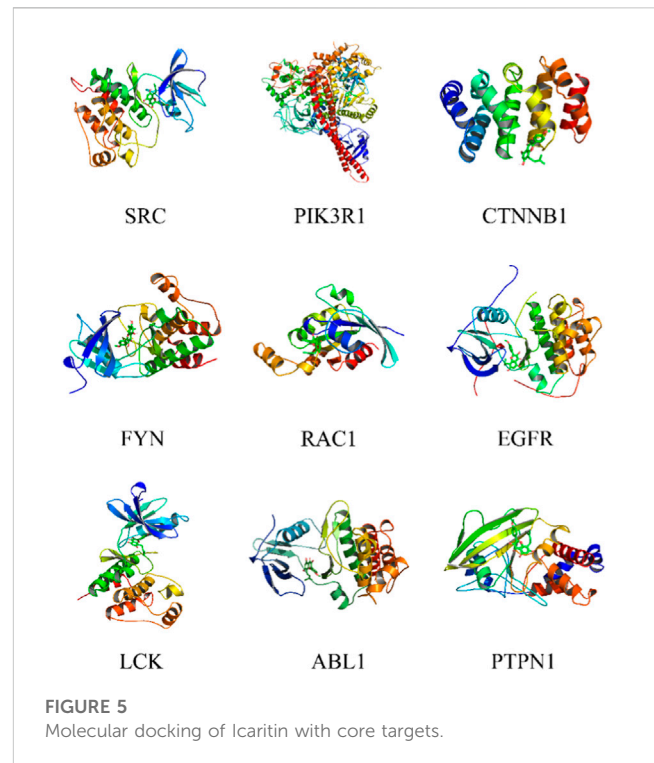 SRC PIK3R1 CTNNB1
FYN RAC1 EGFR
LCK ABL1 PTPN1
FIGURE 5
Molecular docking of Icaritin with core targets.